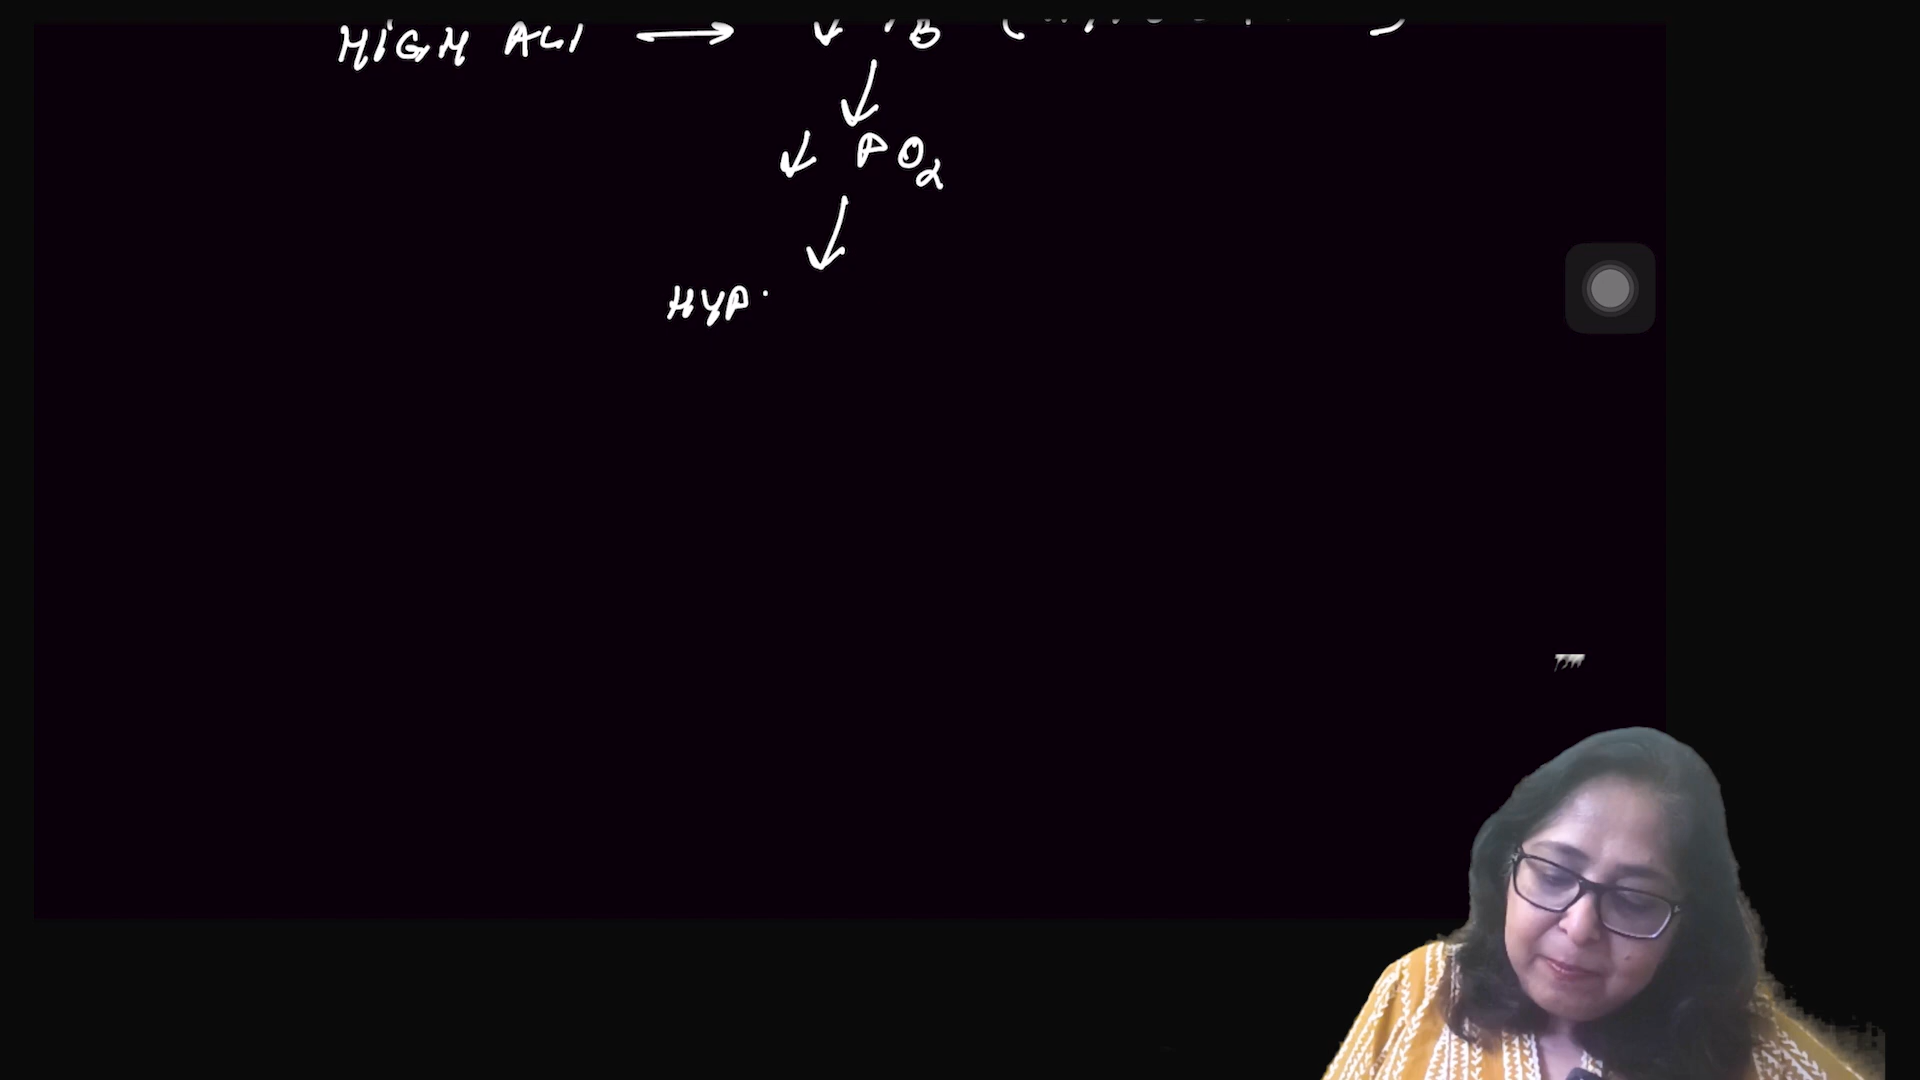 HIGH ALT → ↓ PB (
↓ PO2
HYP